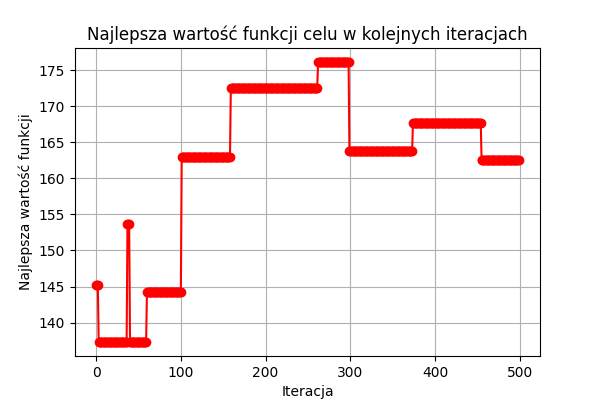 Najlepsza wartość funkcji celu w kolejnych iteracjach
Najlepsza wartość funkcji
175
170
165
160
155
150
145
140
0 100 200 300 400 500
Iteracja